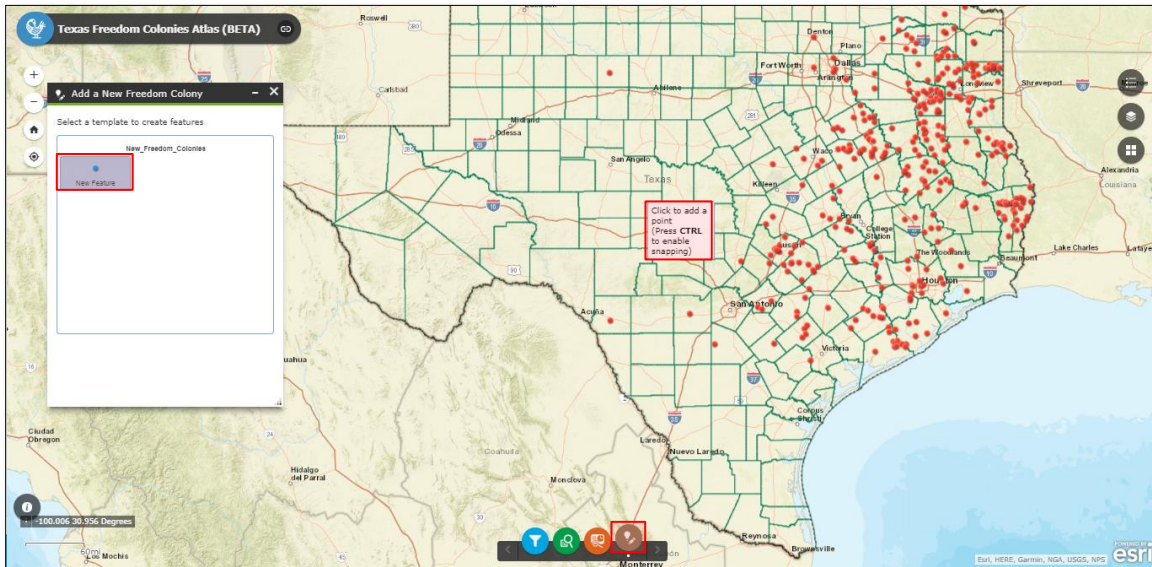 Texas Freedom Colonies Atlas (BETA)
Add a New Freedom Colony
Select a template to create features
New_Freedom_Colonies
New Feature
Click to add a
point
(Press CTRL
to enable
snapping)
Roswell
Carlsbad
Midland
Odessa
Abilene
San Angelo
Texas
Denton
Plano
Fort Worth
Dallas
Arlington
Longview
Shreveport
Waco
Killeen
Alexandria
Louisiana
Bryan
College
Station
Austin
The Woodlands
Beaumont
Lake Charles
Houston
San Antonio
Acuña
Victoria
Corpus
Christi
Laredo
Nuevo Laredo
Ciudad
Obregon
Hidalgo
del Parral
Coahuila
Monclova
Reynosa
Brownsville
Monterrey
Los Mochis
-100.006 30.956 Degrees
60mi
Esri, HERE, Garmin, NGA, USGS, NPS
POWERED BY
esri